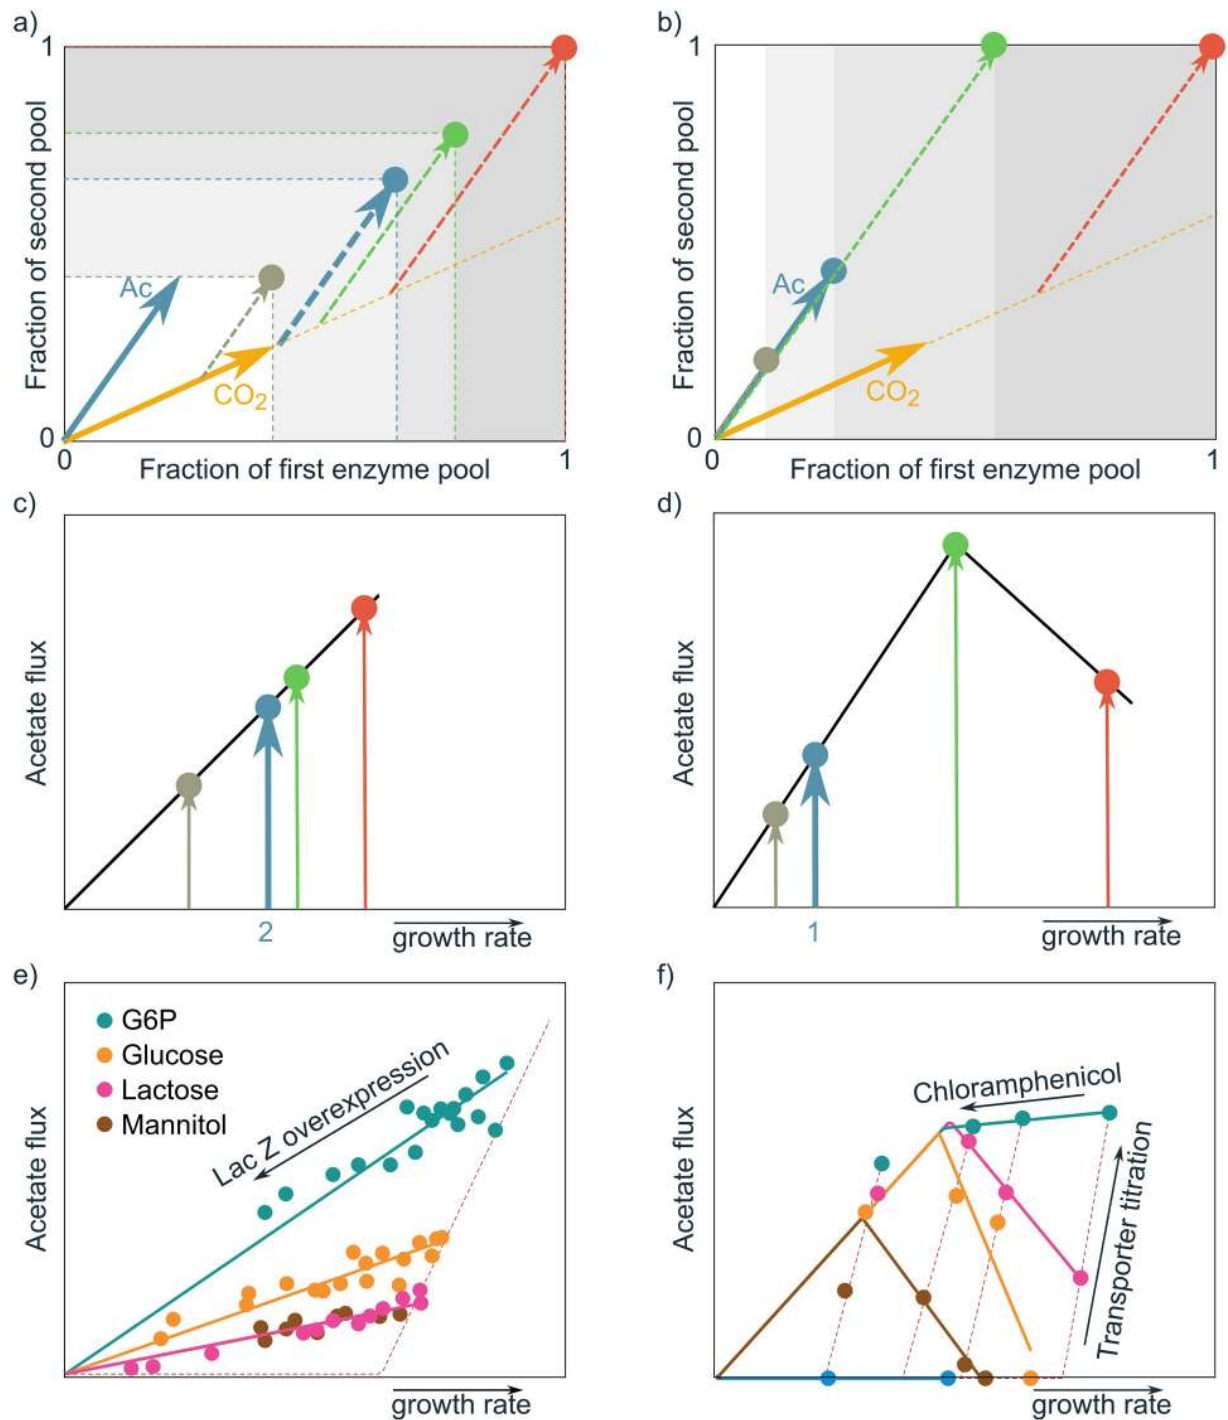 a)
1
Fraction of second pool
Ac
CO2
0
0
Fraction of first enzyme pool
1
b)
1
Fraction of second pool
Ac
CO2
0
0
Fraction of first enzyme pool
1
c)
Acetate flux
2
growth rate
d)
Acetate flux
1
growth rate
e)
Acetate flux
G6P
Glucose
Lactose
Mannitol
Lac Z overexpression
growth rate
f)
Acetate flux
Chloramphenicol
Transporter titration
growth rate